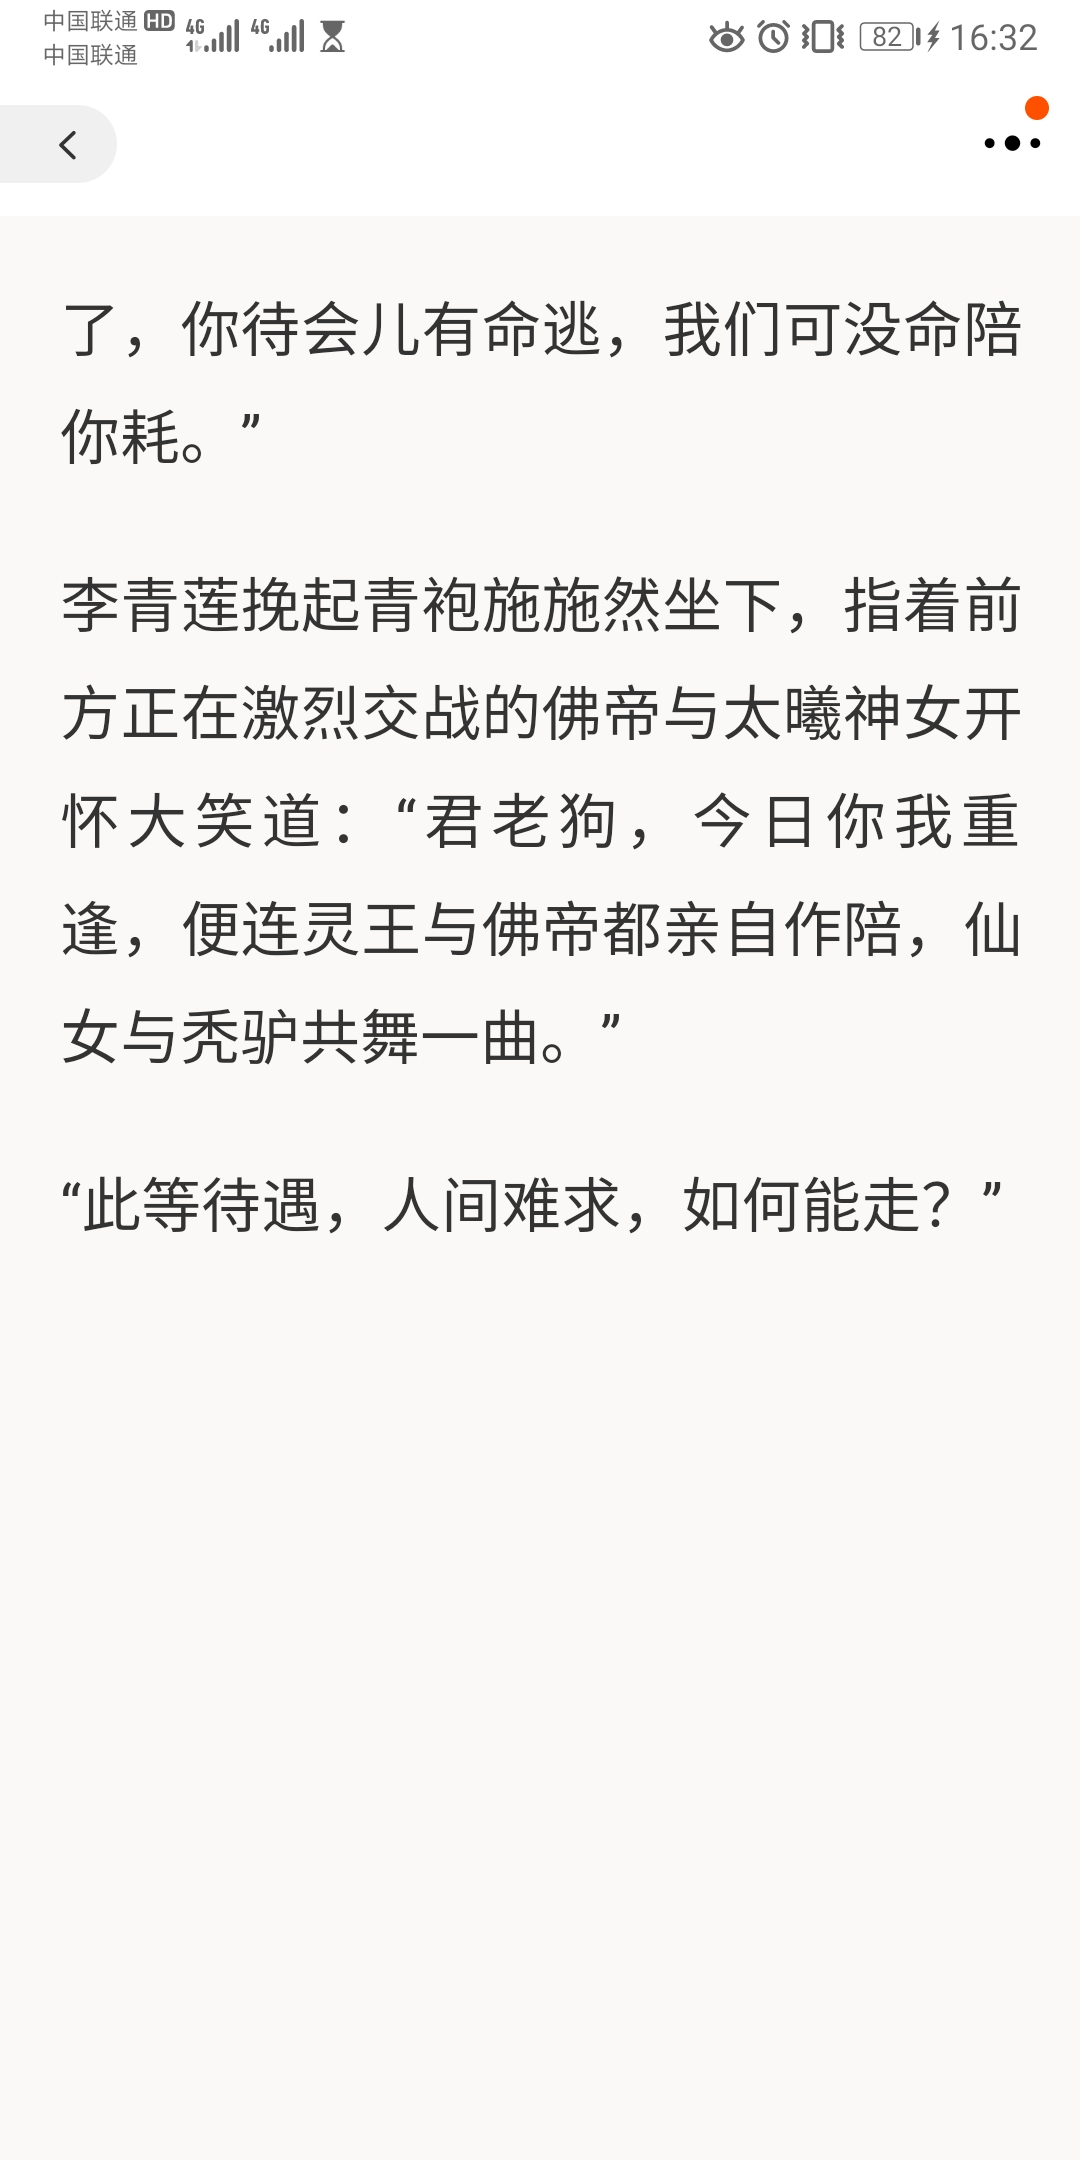 中国联通 HD 4G 4G 82 16:32
中国联通
了，你待会儿有命逃，我们可没命陪
你耗。”
李青莲挽起青袍施施然坐下，指着前
方正在激烈交战的佛帝与太曦神女开
怀大笑道：“君老狗，今日你我重
逢，便连灵王与佛帝都亲自作陪，仙
女与秃驴共舞一曲。”
“此等待遇，人间难求，如何能走？”